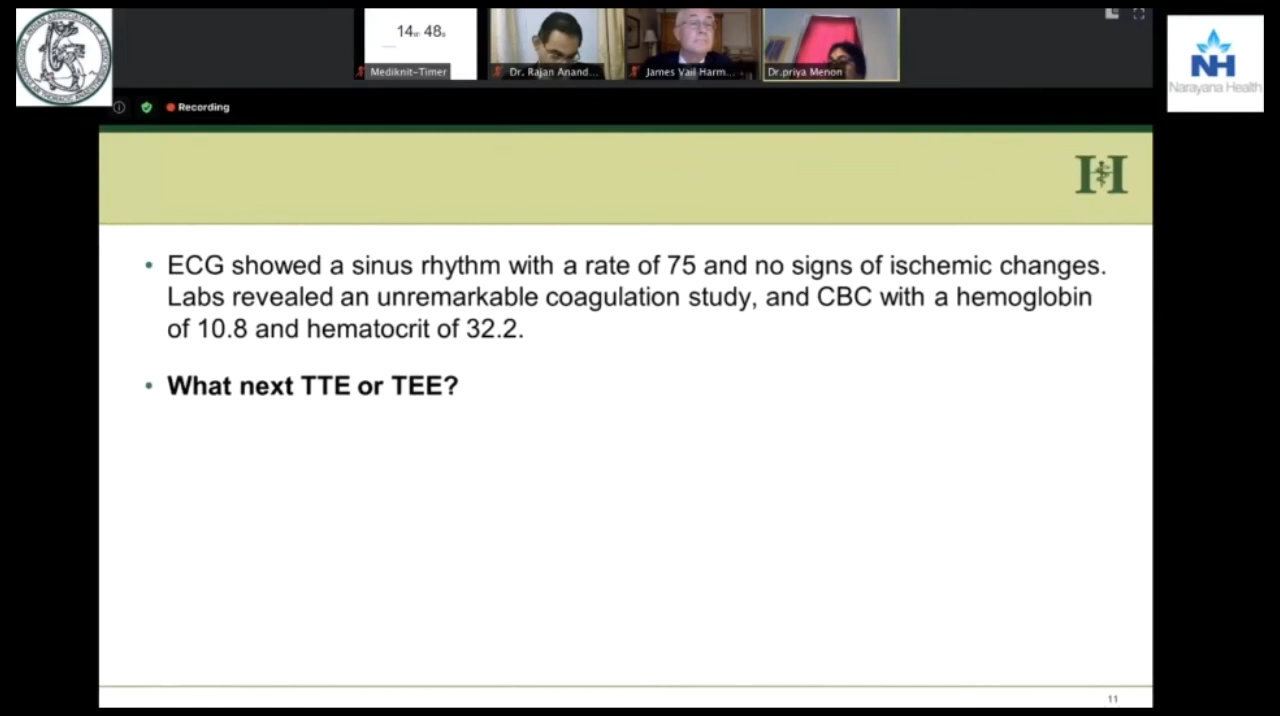 14 48
Mediknit-Timer
Dr. Rajan Anand...
James Vail Harm...
Dr.priya Menon
NH
Narayana Health
Recording
H
• ECG showed a sinus rhythm with a rate of 75 and no signs of ischemic changes.
Labs revealed an unremarkable coagulation study, and CBC with a hemoglobin
of 10.8 and hematocrit of 32.2.
• What next TTE or TEE?
11